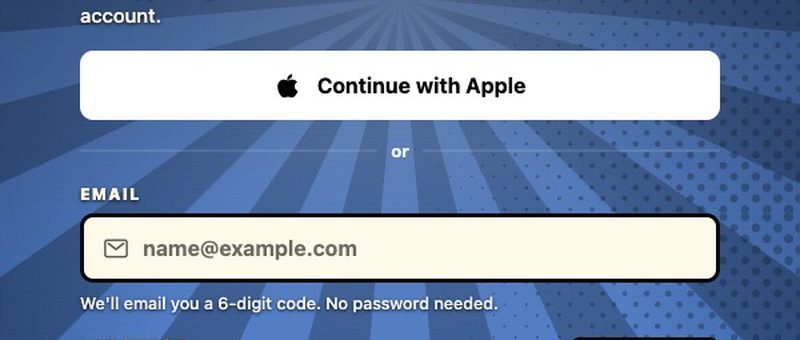 account.
Continue with Apple
or
EMAIL
name@example.com
We'll email you a 6-digit code. No password needed.